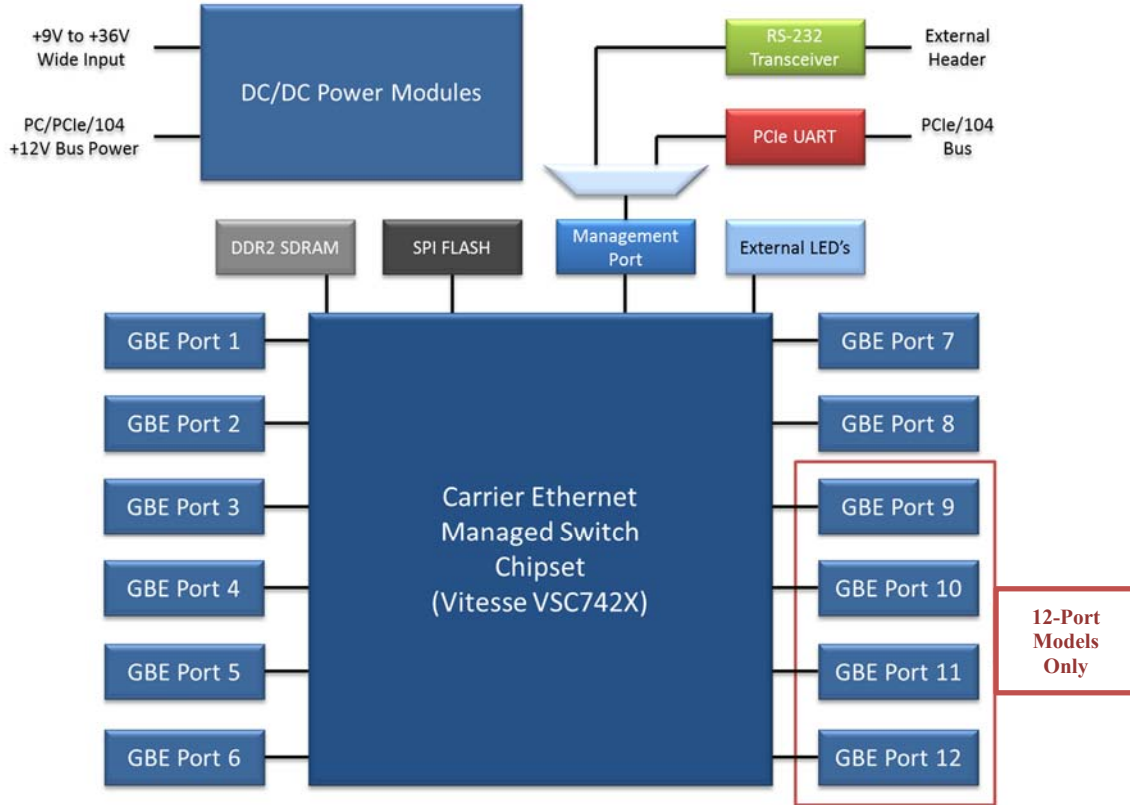 +9V to +36V
Wide Input
PC/PCIe/104
+12V Bus Power
DC/DC Power Modules
RS-232
Transceiver
External
Header
PCIe UART
PCIe/104
Bus
DDR2 SDRAM
SPI FLASH
Management
Port
External LED's
GBE Port 1
GBE Port 2
GBE Port 3
GBE Port 4
GBE Port 5
GBE Port 6
Carrier Ethernet
Managed Switch
Chipset
(Vitesse VSC742X)
GBE Port 7
GBE Port 8
GBE Port 9
GBE Port 10
GBE Port 11
GBE Port 12
12-Port
Models
Only